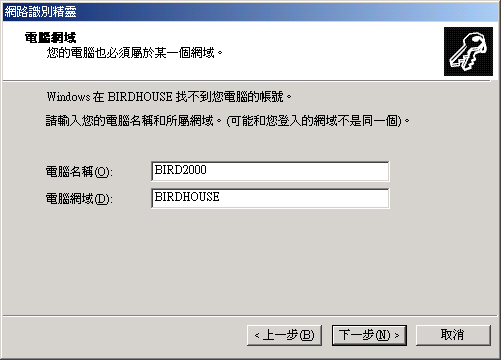 網路識別精靈
電腦網域
您的電腦也必須屬於某一個網域。
Windows 在 BIRDHOUSE 找不到您電腦的帳號。
請輸入您的電腦名稱和所屬網域。(可能和您登入的網域不是同一個)。
電腦名稱(O): BIRD2000
電腦網域(D): BIRDHOUSE
< 上一步(B) 下一步(N) > 取消